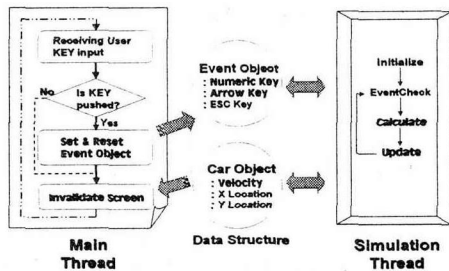 Receiving User
KEY input
No
Is KEY
pushed?
Yes
Set & Reset
Event Object
Invalidate Screen
Main
Thread
Event Object
: Numeric Key
: Arrow Key
: ESC Key
Car Object
: Velocity
: X Location
: Y Location
Data Structure
Initialize
EventCheck
Calculate
Update
Simulation
Thread